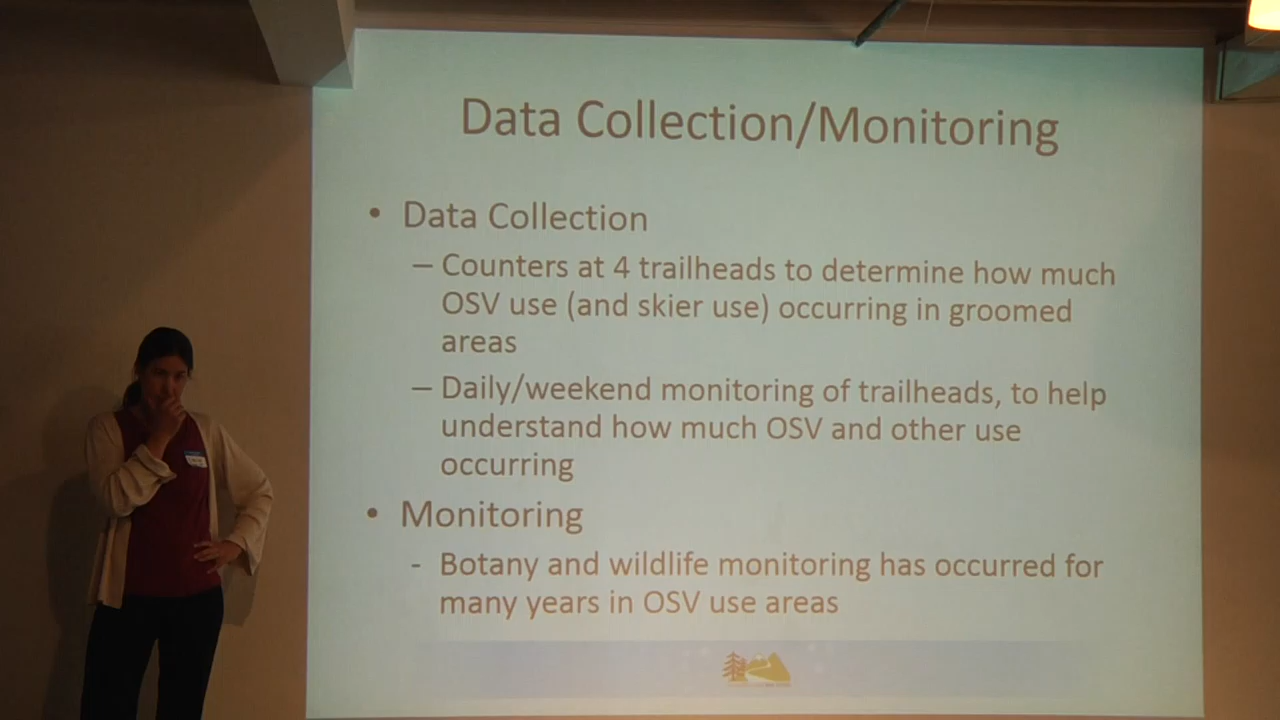 Data Collection/Monitoring
• Data Collection
– Counters at 4 trailheads to determine how much
OSV use (and skier use) occurring in groomed
areas
– Daily/weekend monitoring of trailheads, to help
understand how much OSV and other use
occurring
• Monitoring
- Botany and wildlife monitoring has occurred for
many years in OSV use areas